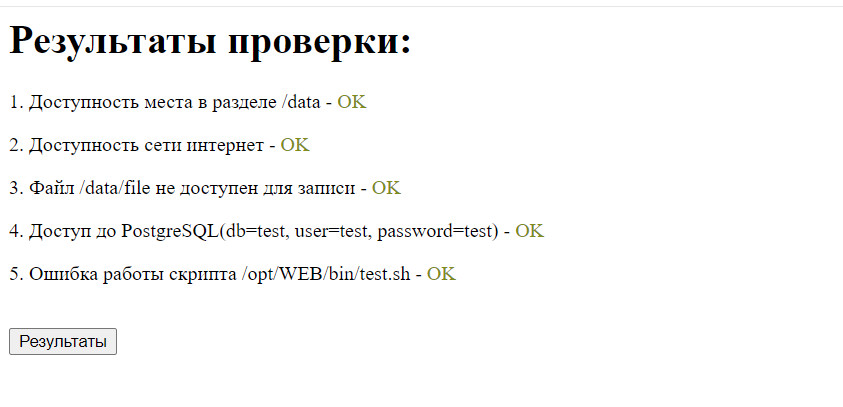 Результаты проверки:
1. Доступность места в разделе /data - OK
2. Доступность сети интернет - OK
3. Файл /data/file не доступен для записи - OK
4. Доступ до PostgreSQL(db=test, user=test, password=test) - OK
5. Ошибка работы скрипта /opt/WEB/bin/test.sh - OK
Результаты